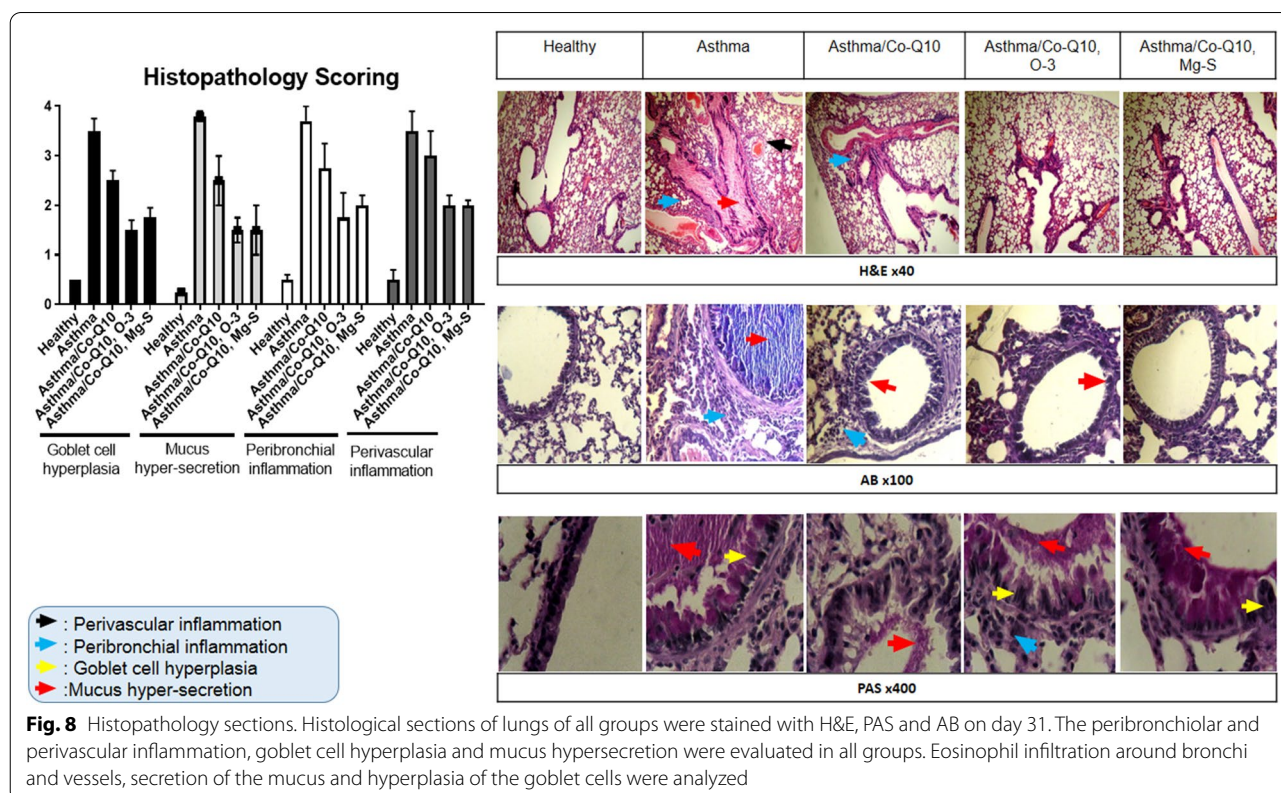 Histopathology Scoring
4
3
2
1
0
Healthy
Asthma
Asthma/Co-Q10
Asthma/Co-Q10, O-3
Asthma/Co-Q10, Mg-S
Healthy
Asthma
Asthma/Co-Q10
Asthma/Co-Q10, O-3
Asthma/Co-Q10, Mg-S
Healthy
Asthma
Asthma/Co-Q10
Asthma/Co-Q10, O-3
Asthma/Co-Q10, Mg-S
Healthy
Asthma
Asthma/Co-Q10
Asthma/Co-Q10, O-3
Asthma/Co-Q10, Mg-S
Goblet cell
hyperplasia
Mucus
hyper-secretion
Peribronchial
inflammation
Perivascular
inflammation
: Perivascular inflammation
: Peribronchial inflammation
: Goblet cell hyperplasia
:Mucus hyper-secretion
Healthy
Asthma
Asthma/Co-Q10
Asthma/Co-Q10,
O-3
Asthma/Co-Q10,
Mg-S
H&E x40
AB x100
PAS x400
Fig. 8 Histopathology sections. Histological sections of lungs of all groups were stained with H&E, PAS and AB on day 31. The peribronchiolar and
perivascular inflammation, goblet cell hyperplasia and mucus hypersecretion were evaluated in all groups. Eosinophil infiltration around bronchi
and vessels, secretion of the mucus and hyperplasia of the goblet cells were analyzed